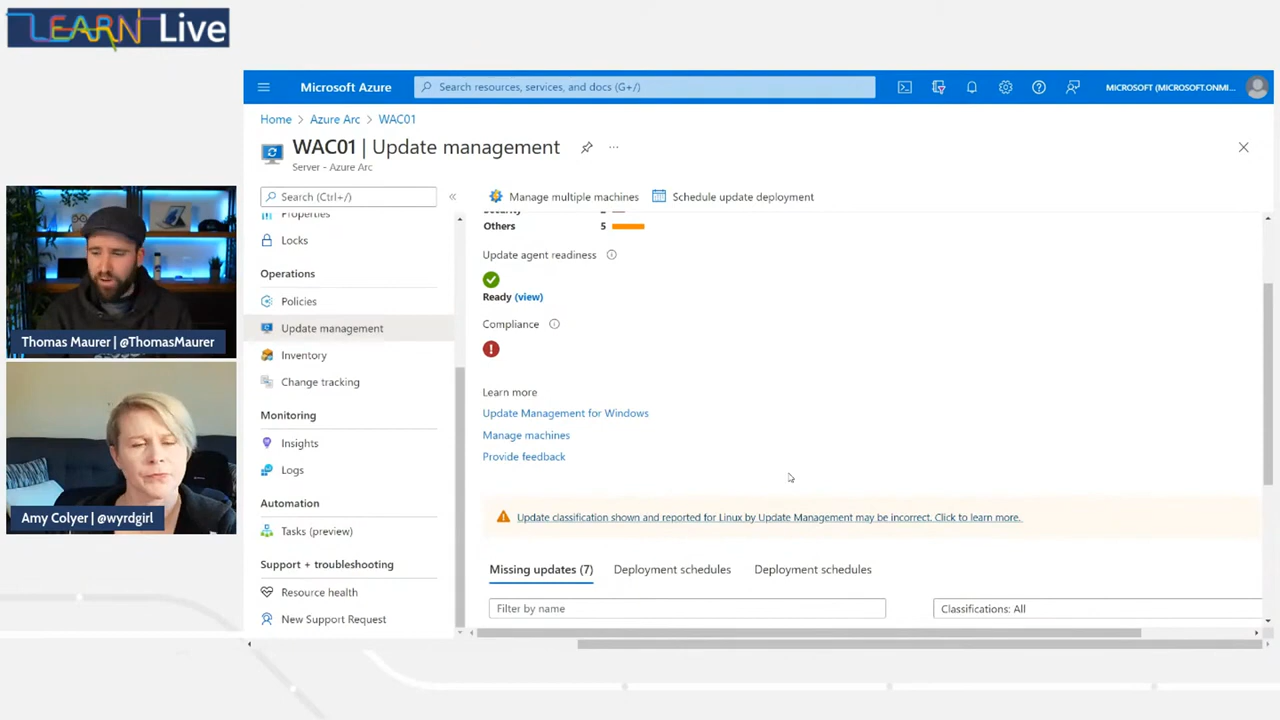 LEARN Live
Microsoft Azure
Search resources, services, and docs (G+/)
MICROSOFT (MICROSOFT.ONMI...
Home > Azure Arc > WAC01
WAC01 | Update management
...
Server - Azure Arc
Search (Ctrl+/)
«
Manage multiple machines
Schedule update deployment
Properties
Locks
Operations
Policies
Update management
Inventory
Change tracking
Monitoring
Insights
Logs
Automation
Tasks (preview)
Support + troubleshooting
Resource health
New Support Request
Security
Others 5
Update agent readiness
Ready (view)
Compliance
Learn more
Update Management for Windows
Manage machines
Provide feedback
Update classification shown and reported for Linux by Update Management may be incorrect. Click to learn more.
Missing updates (7)
Deployment schedules
Deployment schedules
Filter by name
Classifications: All
Thomas Maurer | @ThomasMaurer
Amy Colyer | @wyrdgirl